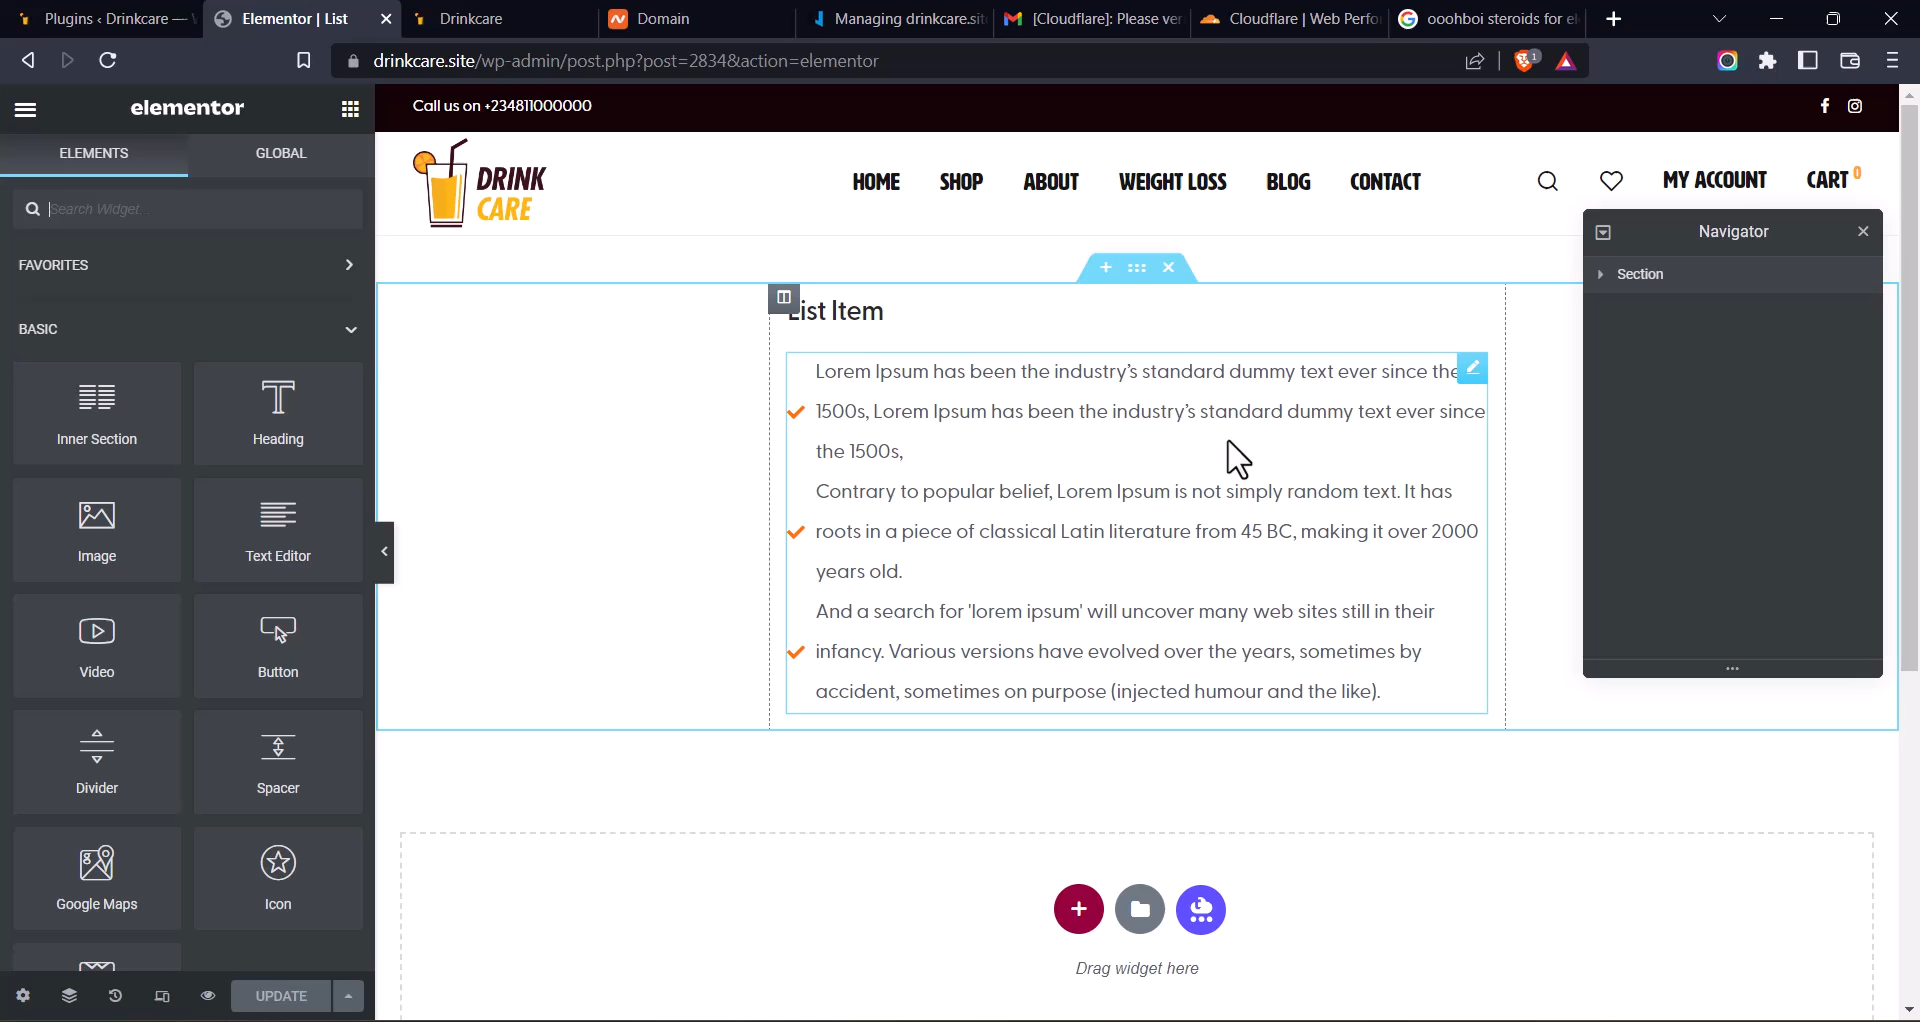 Plugins ‹ Drinkcare —
Elementor | List
Drinkcare
Domain
Managing drinkcare.sit
[Cloudflare]: Please ver
Cloudflare | Web Perfo
ooohboi steroids for el
drinkcare.site/wp-admin/post.php?post=2834&action=elementor
1
elementor
ELEMENTS
GLOBAL
Search Widget...
FAVORITES
BASIC
Inner Section
Heading
Image
Text Editor
Video
Button
Divider
Spacer
Google Maps
Icon
UPDATE
Call us on +234811000000
DRINK
CARE
HOME
SHOP
ABOUT
WEIGHT LOSS
BLOG
CONTACT
MY ACCOUNT
CART 0
Navigator
Section
List Item
Lorem Ipsum has been the industry’s standard dummy text ever since the
1500s, Lorem Ipsum has been the industry’s standard dummy text ever since
the 1500s,
Contrary to popular belief, Lorem Ipsum is not simply random text. It has
roots in a piece of classical Latin literature from 45 BC, making it over 2000
years old.
And a search for 'lorem ipsum' will uncover many web sites still in their
infancy. Various versions have evolved over the years, sometimes by
accident, sometimes on purpose (injected humour and the like).
Drag widget here